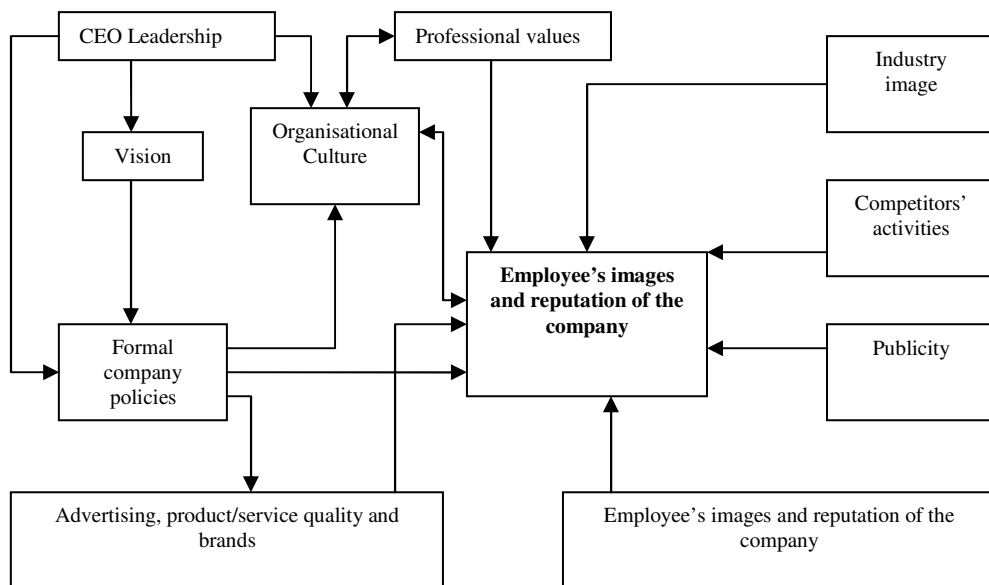 CEO Leadership
Professional values
Industry
image
Organisational
Culture
Vision
Competitors’
activities
Employee’s images
and reputation of the
company
Formal
company
policies
Publicity
Advertising, product/service quality and
brands
Employee’s images and reputation of the
company